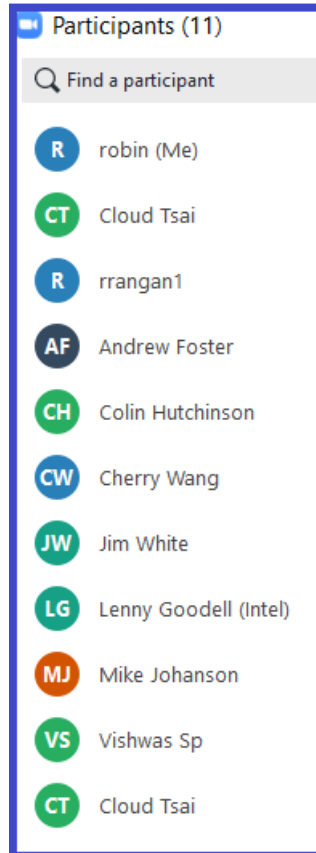 Participants (11)
Find a participant
R robin (Me)
CT Cloud Tsai
R rrangan1
AF Andrew Foster
CH Colin Hutchinson
CW Cherry Wang
JW Jim White
LG Lenny Goodell (Intel)
MJ Mike Johanson
VS Vishwas Sp
CT Cloud Tsai